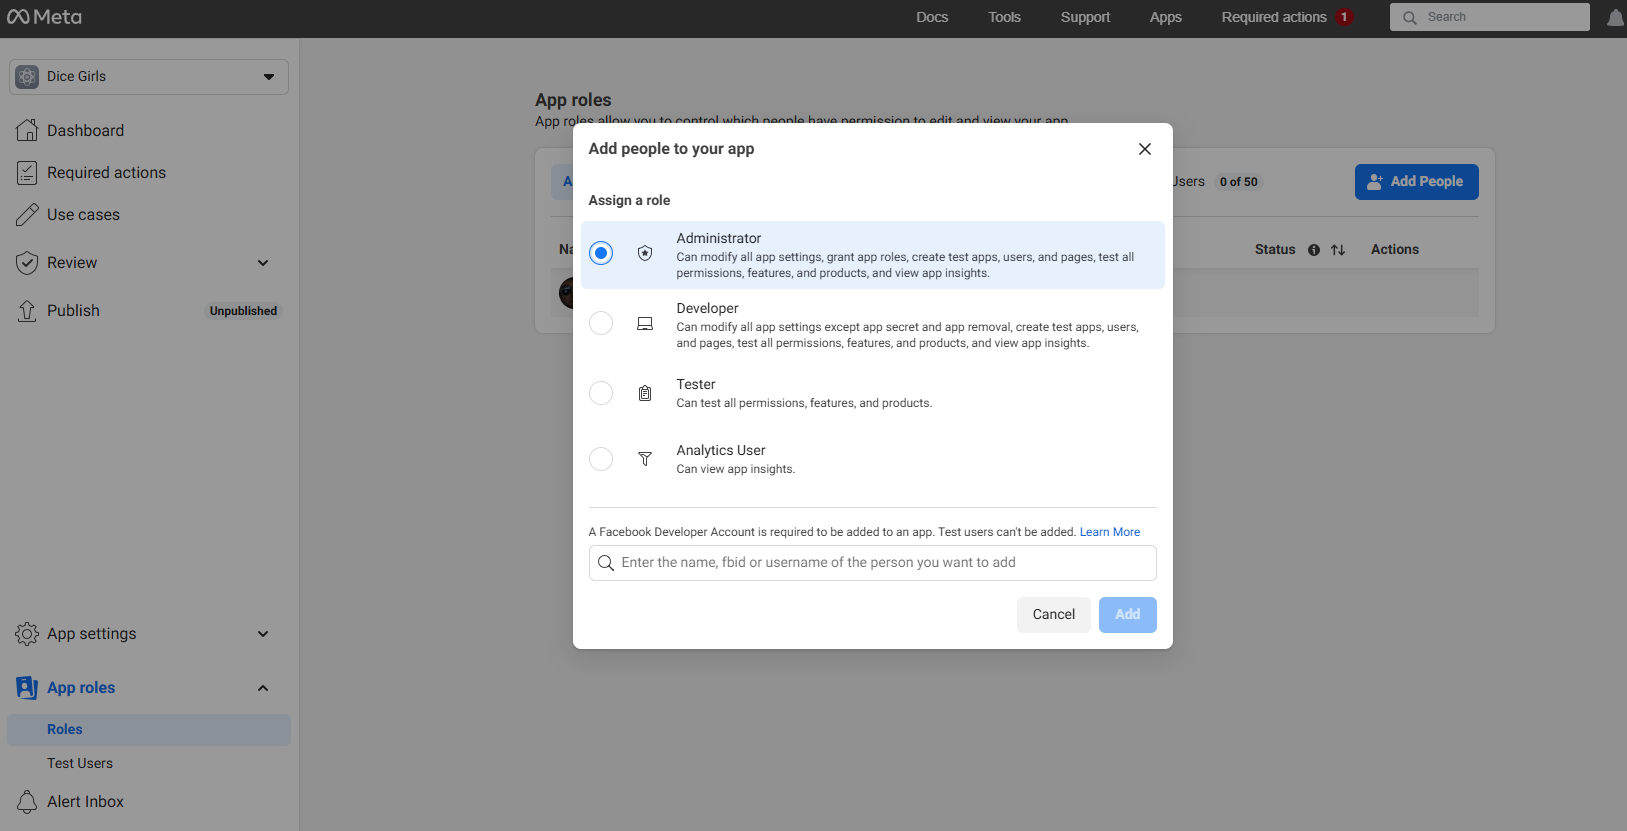 Meta
Docs
Tools
Support
Apps
Required actions 1
Search
Dice Girls
Dashboard
Required actions
Use cases
Review
Publish
Unpublished
App settings
App roles
Roles
Test Users
Alert Inbox
App roles
App roles allow you to control which people have permission to edit and view your app
Users 0 of 50
Add People
Status
Actions
Add people to your app
Assign a role
Administrator
Can modify all app settings, grant app roles, create test apps, users, and pages, test all
permissions, features, and products, and view app insights.
Developer
Can modify all app settings except app secret and app removal, create test apps, users,
and pages, test all permissions, features, and products, and view app insights.
Tester
Can test all permissions, features, and products.
Analytics User
Can view app insights.
A Facebook Developer Account is required to be added to an app. Test users can't be added. Learn More
Enter the name, fbid or username of the person you want to add
Cancel
Add